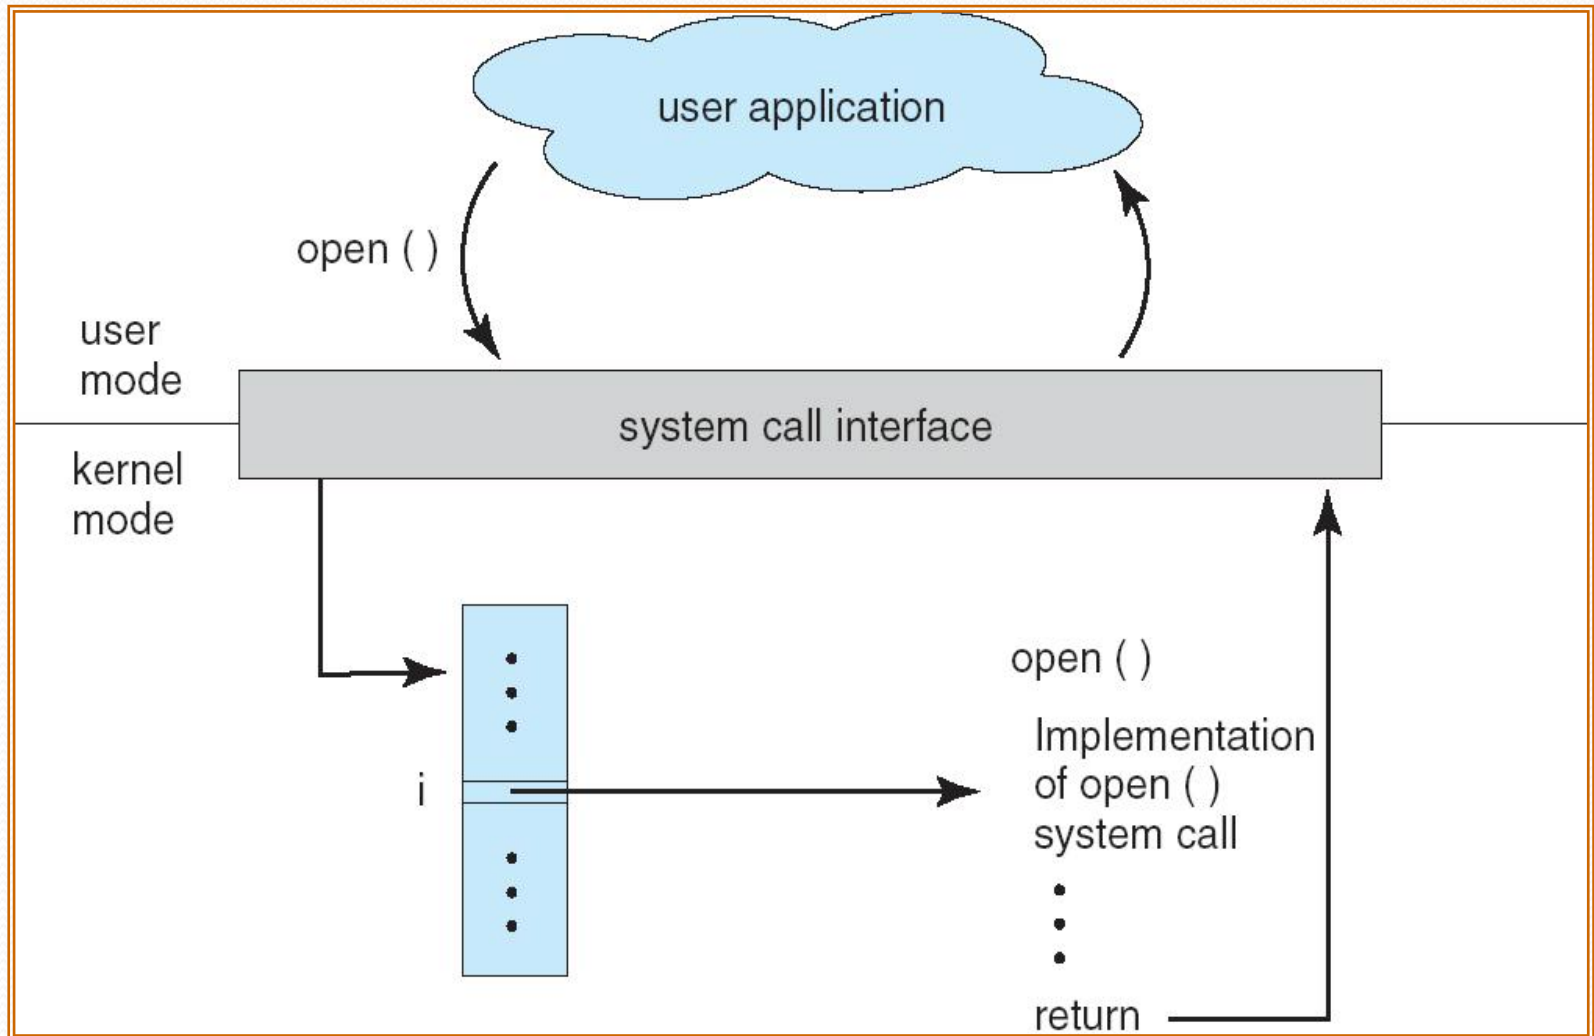 user application
open ( )
user
mode
system call interface
kernel
mode
open ( )
Implementation
of open ( )
system call
i
return